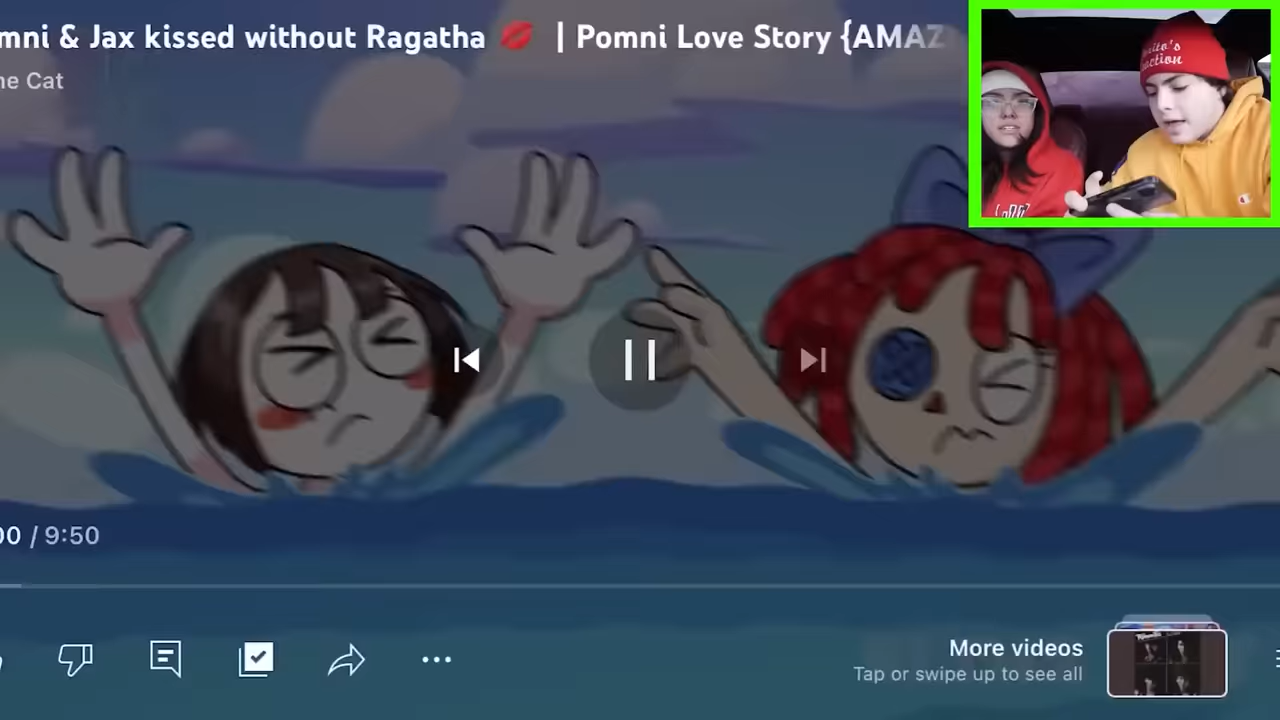 mni & Jax kissed without Ragatha 💋 | Pomni Love Story {AMAZ
ne Cat
00 / 9:50
More videos
Tap or swipe up to see all